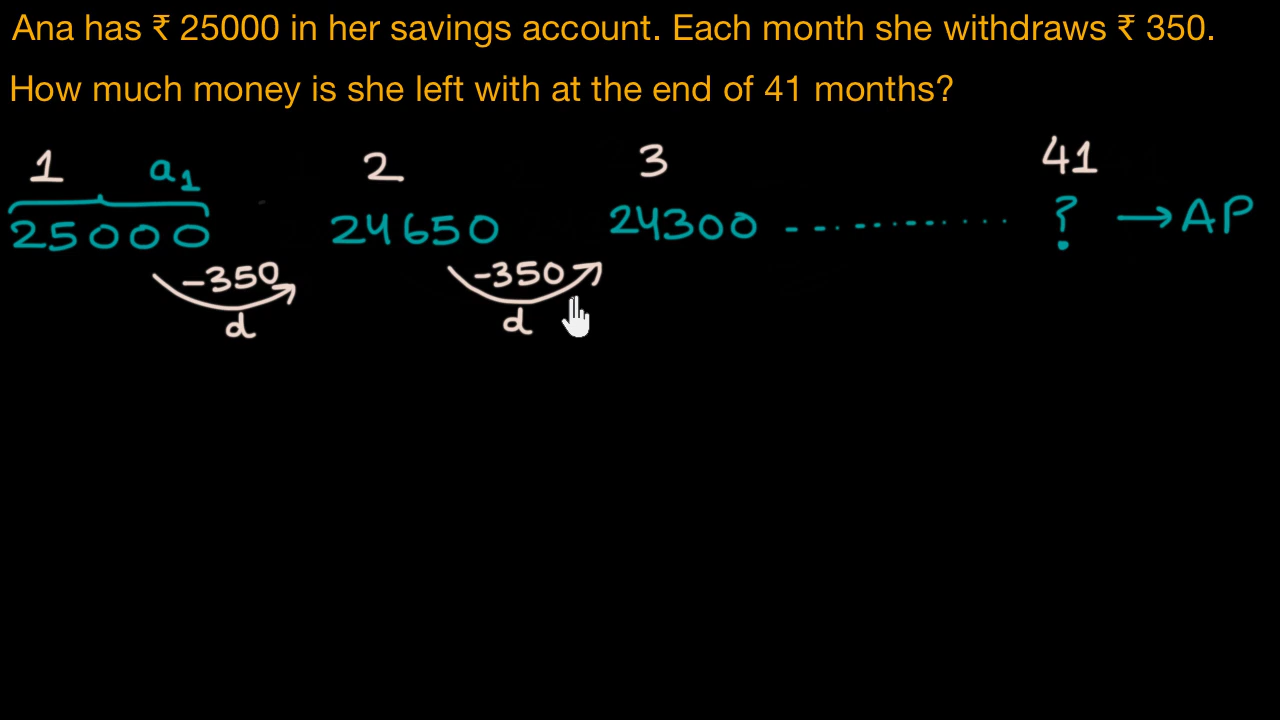 Ana has ₹ 25000 in her savings account. Each month she withdraws ₹ 350.
How much money is she left with at the end of 41 months?
1 a1 2 3 41
25000 24650 24300 ------------ ? → AP
-350 -350
d d